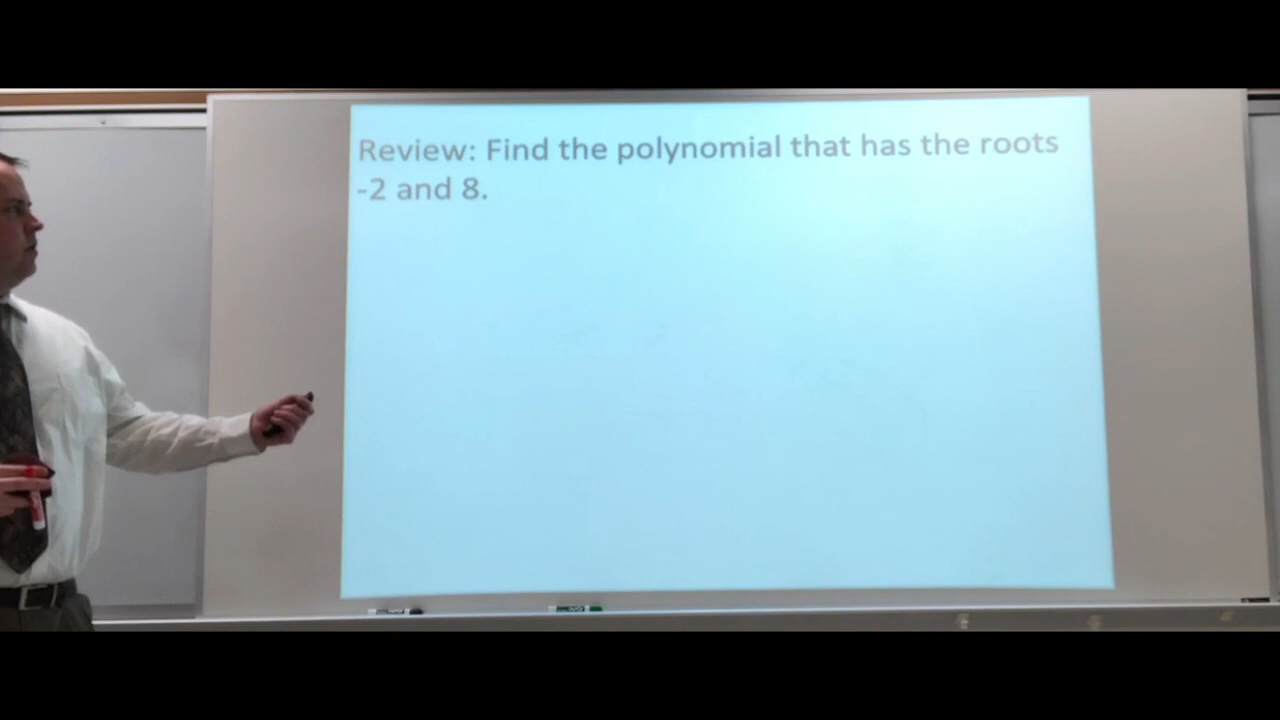 Review: Find the polynomial that has the roots
-2 and 8.